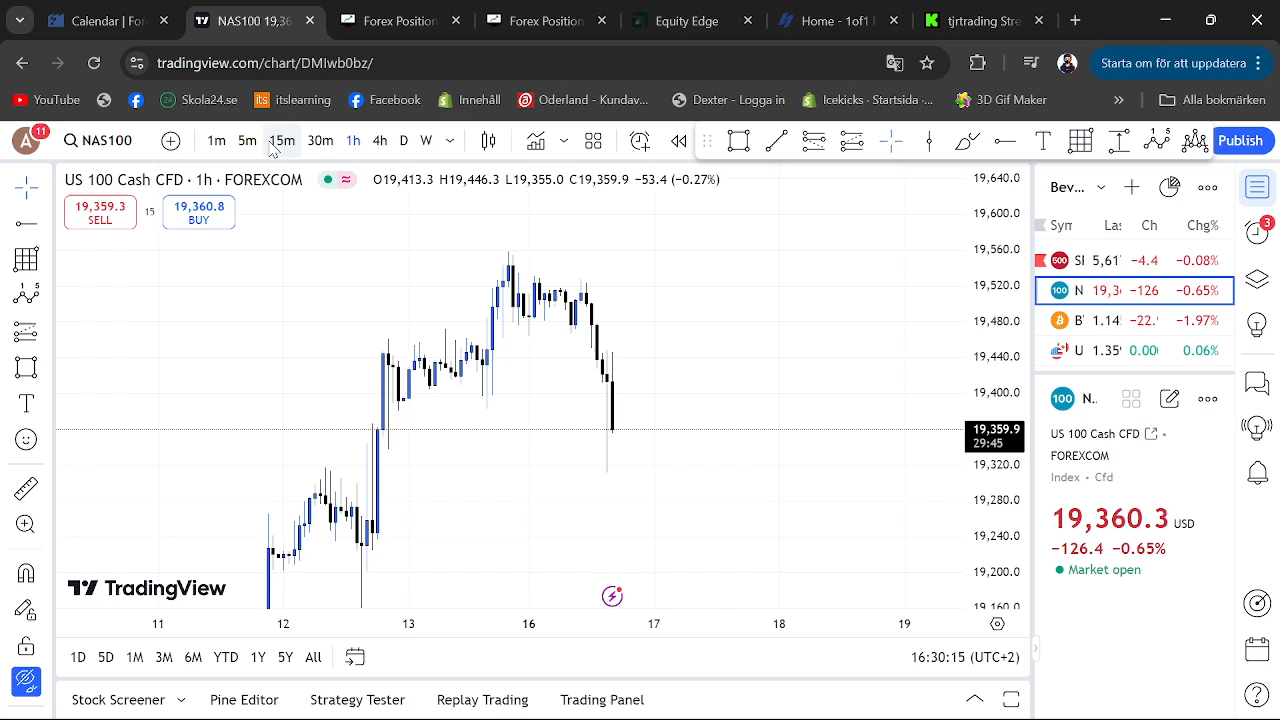 Calendar | For
NAS100 19,36
Forex Position
Forex Position
Equity Edge
Home - 1of1 F
tjrtrading Stre
tradingview.com/chart/DMIwb0bz/
Starta om för att uppdatera
YouTube
Skola24.se
its itslearning
Facebook
Innehåll
Oderland - Kundav...
Dexter - Logga in
Icekicks - Startsida -...
3D Gif Maker
Alla bokmärken
A 11
NAS100
1m 5m 15m 30m 1h 4h D W
Publish
US 100 Cash CFD · 1h · FOREXCOM
O19,413.3 H19,446.3 L19,355.0 C19,359.9 −53.4 (−0.27%)
19,359.3
SELL
15
19,360.8
BUY
19,640.0
19,600.0
19,560.0
19,520.0
19,480.0
19,440.0
19,400.0
19,359.9
29:45
19,320.0
19,280.0
19,240.0
19,200.0
19,160.0
TradingView
11 12 13 16 17 18 19
1D 5D 1M 3M 6M YTD 1Y 5Y All
16:30:15 (UTC+2)
Stock Screener
Pine Editor
Strategy Tester
Replay Trading
Trading Panel
Bev...
Sym Las Ch Chg%
500 5,61 −4.4 −0.08%
100 N 19,36 −126 −0.65%
1.14 −22. −1.97%
U 1.35 0.00 0.06%
3
100 N..
US 100 Cash CFD
FOREXCOM
Index • Cfd
19,360.3 USD
−126.4 −0.65%
Market open